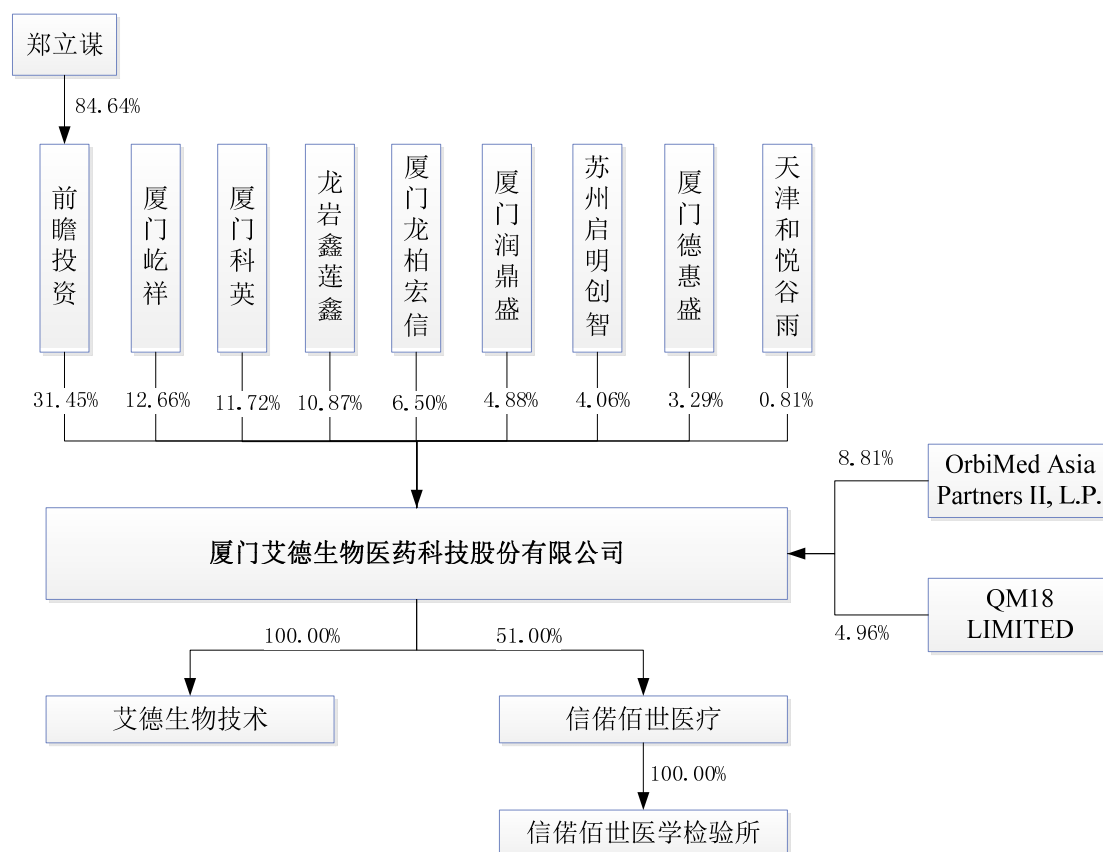 郑立谋
84.64%
前瞻投资
厦门屹祥
厦门科英
龙岩鑫莲鑫
厦门龙柏宏信
厦门润鼎盛
苏州启明创智
厦门德惠盛
天津和悦谷雨
31.45%
12.66%
11.72%
10.87%
6.50%
4.88%
4.06%
3.29%
0.81%
8.81%
OrbiMed Asia
Partners II, L.P.
厦门艾德生物医药科技股份有限公司
QM18
LIMITED
4.96%
100.00%
51.00%
艾德生物技术
信偌佰世医疗
100.00%
信偌佰世医学检验所